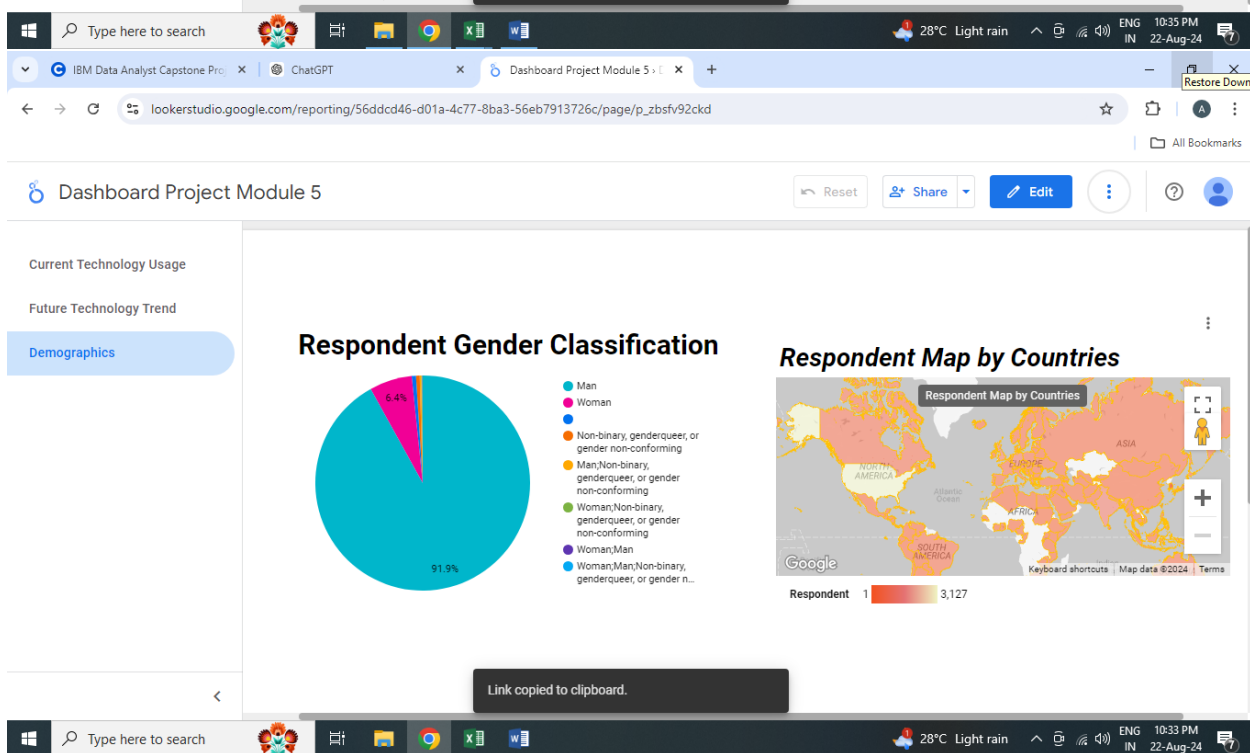 Type here to search
28°C Light rain
ENG
IN
10:35 PM
22-Aug-24
7
IBM Data Analyst Capstone Pro
ChatGPT
Dashboard Project Module 5 ›
Restore Down
lookerstudio.google.com/reporting/56ddcd46-d01a-4c77-8ba3-56eb7913726c/page/p_zbsfv92ckd
A
All Bookmarks
Dashboard Project Module 5
Reset
Share
Edit
Current Technology Usage
Future Technology Trend
Demographics
Respondent Gender Classification
6.4%
91.9%
Man
Woman
Non-binary, genderqueer, or
gender non-conforming
Man;Non-binary,
genderqueer, or gender
non-conforming
Woman;Non-binary,
genderqueer, or gender
non-conforming
Woman;Man
Woman;Man;Non-binary,
genderqueer, or gender n...
Respondent Map by Countries
Respondent Map by Countries
ASIA
EUROPE
NORTH
AMERICA
Atlantic
Ocean
AFRICA
SOUTH
AMERICA
Google
Keyboard shortcuts
Map data ©2024
Terms
Respondent 1 3,127
Link copied to clipboard.
Type here to search
28°C Light rain
ENG
IN
10:33 PM
22-Aug-24
7